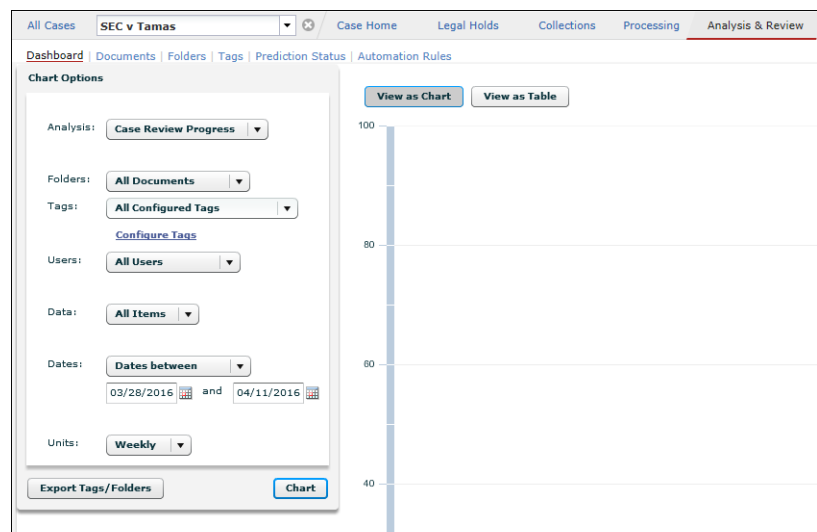 All Cases SEC v Tamas Case Home Legal Holds Collections Processing Analysis & Review
Dashboard | Documents | Folders | Tags | Prediction Status | Automation Rules
Chart Options
View as Chart View as Table
Analysis: Case Review Progress
Folders: All Documents
Tags: All Configured Tags
Configure Tags
Users: All Users
Data: All Items
Dates: Dates between
03/28/2016 and 04/11/2016
Units: Weekly
Export Tags/Folders Chart
100
80
60
40